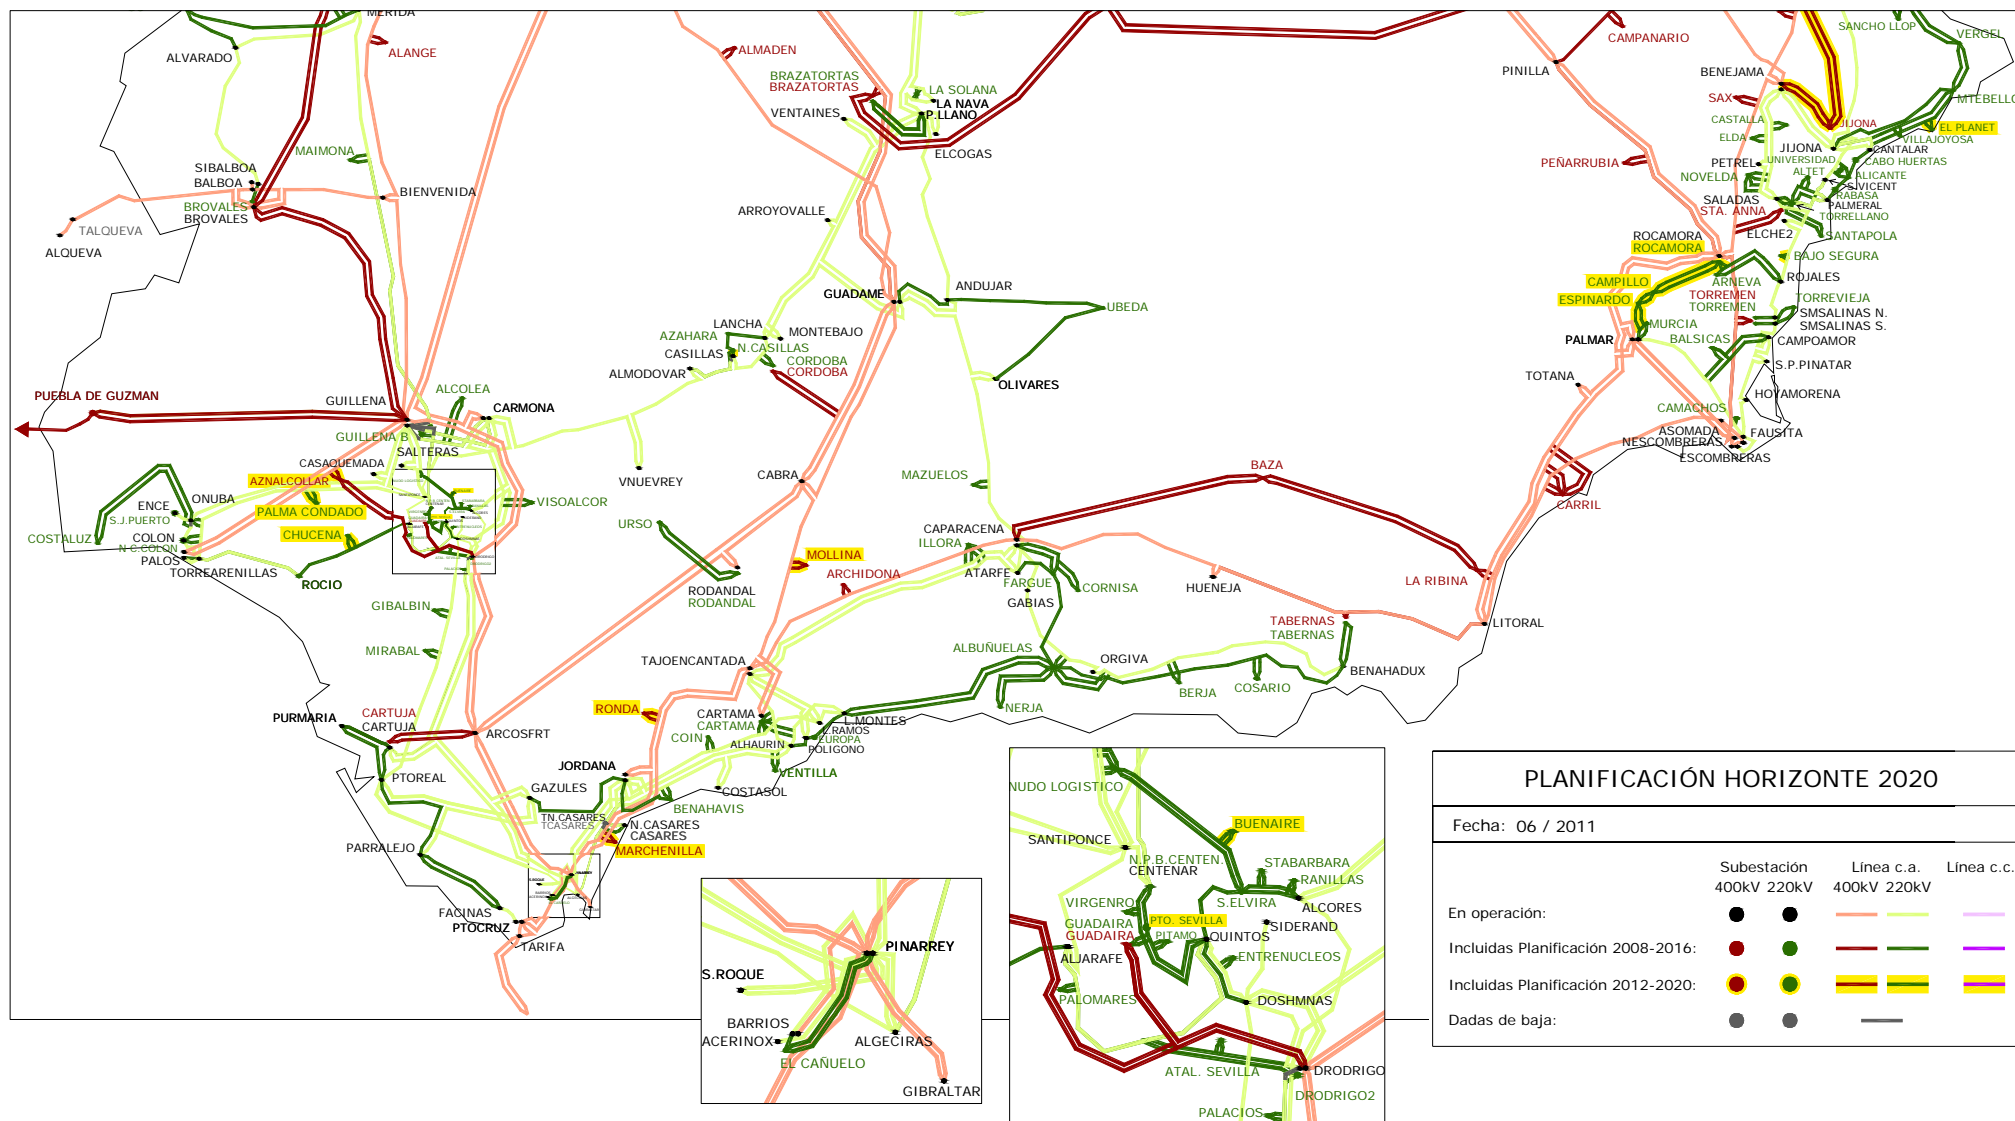 MERIDA
ALVARADO
ALANGE
ALMADEN
BRAZATORTAS
BRAZATORTAS
LA SOLANA
LA NAVA
P.LLANO
VENTAINES
ELCOGAS
CAMPANARIO
PINILLA
BENEJAMA
SANCHO LLOP
VERGEL
SAX
MTEBELLO
CASTALLA
JIJONA
EL PLANET
ELDA
VILLAJOYOSA
JIJONA
CANTALAR
PEÑARRUBIA
PETREL
UNIVERSIDAD
CABO HUERTAS
NOVELDA
ALTET
ALICANTE
S.VICENT
RABASA
SALADAS
PALMERAL
STA. ANNA
TORRELLANO
ELCHE2
SANTAPOLA
MAIMONA
SIBALBOA
BALBOA
BIENVENIDA
BROVALES
BROVALES
TALQUEVA
ALQUEVA
ARROYOVALLE
ROCAMORA
ROCAMORA
BAJO SEGURA
CAMPILLO
ARNEVA
ROJALES
ESPINARDO
TORREMEN
TORREMEN
TORREVIEJA
SMSALINAS N.
SMSALINAS S.
MURCIA
PALMAR
BALSICAS
CAMPOAMOR
S.P.PINATAR
TOTANA
HOYAMORENA
CAMACHOS
ASOMADA
FAUSITA
NESCOMBRERAS
ESCOMBRERAS
GUADAME
ANDUJAR
UBEDA
LANCHA
MONTEBAJO
AZAHARA
N.CASILLAS
CASILLAS
CORDOBA
CORDOBA
ALMODOVAR
OLIVARES
PUEBLA DE GUZMAN
GUILLENA
ALCOLEA
CARMONA
GUILLENA B
SALTERAS
CASAQUEMADA
AZNALCOLLAR
PALMA CONDADO
CHUCENA
ENCE
ONUBA
S.J.PUERTO
COSTALUZ
COLON
N.C.COLON
PALOS
TORREARENILLAS
ROCIO
VISOALCOR
VNUEVREY
CABRA
URSO
MAZUELOS
BAZA
CARRIL
CAPARACENA
ILLORA
ATARFE
FARGUE
CORNISA
GABIAS
HUENEJA
LA RIBINA
LITORAL
TABERNAS
TABERNAS
MOLLINA
ARCHIDONA
RODANDAL
RODANDAL
GIBALBIN
MIRABAL
TAJOENCANTADA
ALBUÑUELAS
ORGIVA
BERJA
COSARIO
BENAHADUX
NERJA
PURMARIA
CARTUJA
CARTUJA
ARCOSFRT
RONDA
CARTAMA
CARTAMA
L.MONTES
L.RAMOS
EUROPA
POLIGONO
COIN
ALHAURIN
VENTILLA
JORDANA
COSTASOL
PTOREAL
GAZULES
BENAHAVIS
TN.CASARES
TCASARES
N.CASARES
CASARES
MARCHENILLA
PARRALEJO
FACINAS
PTOCRUZ
TARIFA
PINARREY
S.ROQUE
BARRIOS
ACERINOX
ALGECIRAS
EL CAÑUELO
GIBRALTAR
NUDO LOGISTICO
BUENAIRE
SANTIPONCE
N.P.B.CENTEN.
CENTENAR
STABARBARA
RANILLAS
VIRGENRO
S.ELVIRA
ALCORES
GUADAIRA
GUADAIRA
PTO. SEVILLA
PITAMO
QUINTOS
SIDERAND
ALJARAFE
ENTRENUCLEOS
PALOMARES
DOSHMNAS
ATAL. SEVILLA
DRODRIGO
DRODRIGO2
PALACIOS
PLANIFICACIÓN HORIZONTE 2020
Fecha: 06 / 2011
Subestación Línea c.a. Línea c.c.
400kV 220kV 400kV 220kV
En operación:
Incluidas Planificación 2008-2016:
Incluidas Planificación 2012-2020:
Dadas de baja: